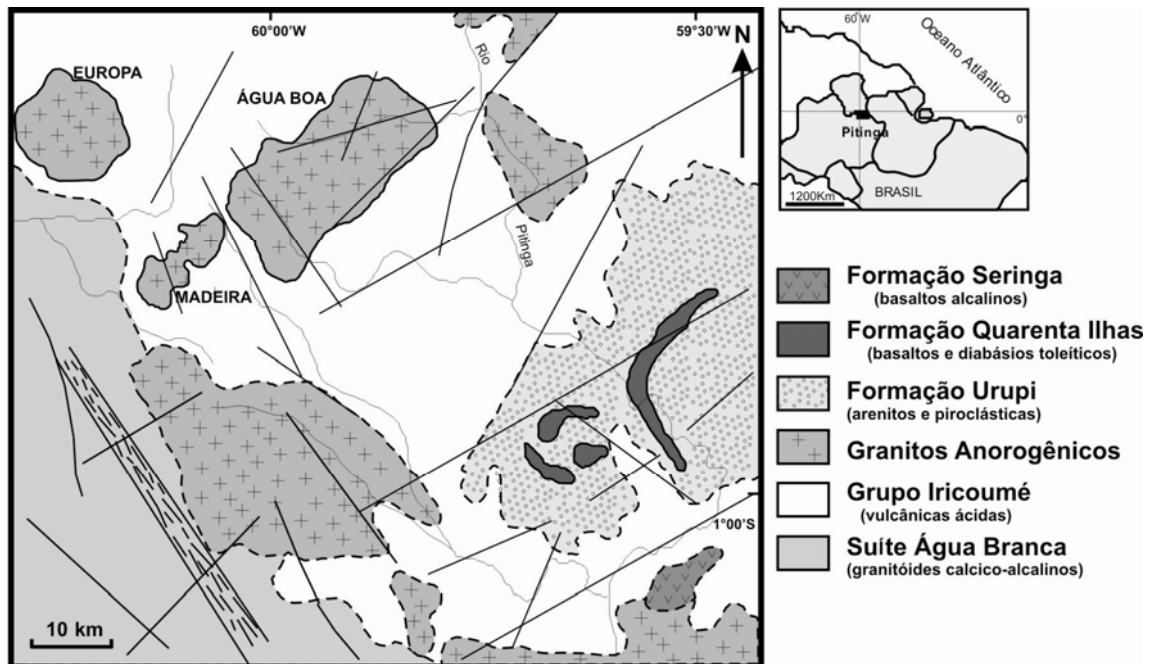 60°00'W
59°30'W
N
EUROPA
ÁGUA BOA
MADEIRA
Rio
Pitinga
1°00'S
10 km
60 W
Oceano Atlântico
0°
Pitinga
BRASIL
1200Km
Formação Seringa
(basaltos alcalinos)
Formação Quarenta Ilhas
(basaltos e diabásios toleíticos)
Formação Urupi
(arenitos e piroclásticas)
Granitos Anorogênicos
Grupo Iricoumé
(vulcânicas ácidas)
Suíte Água Branca
(granitóides calcico-alcalinos)